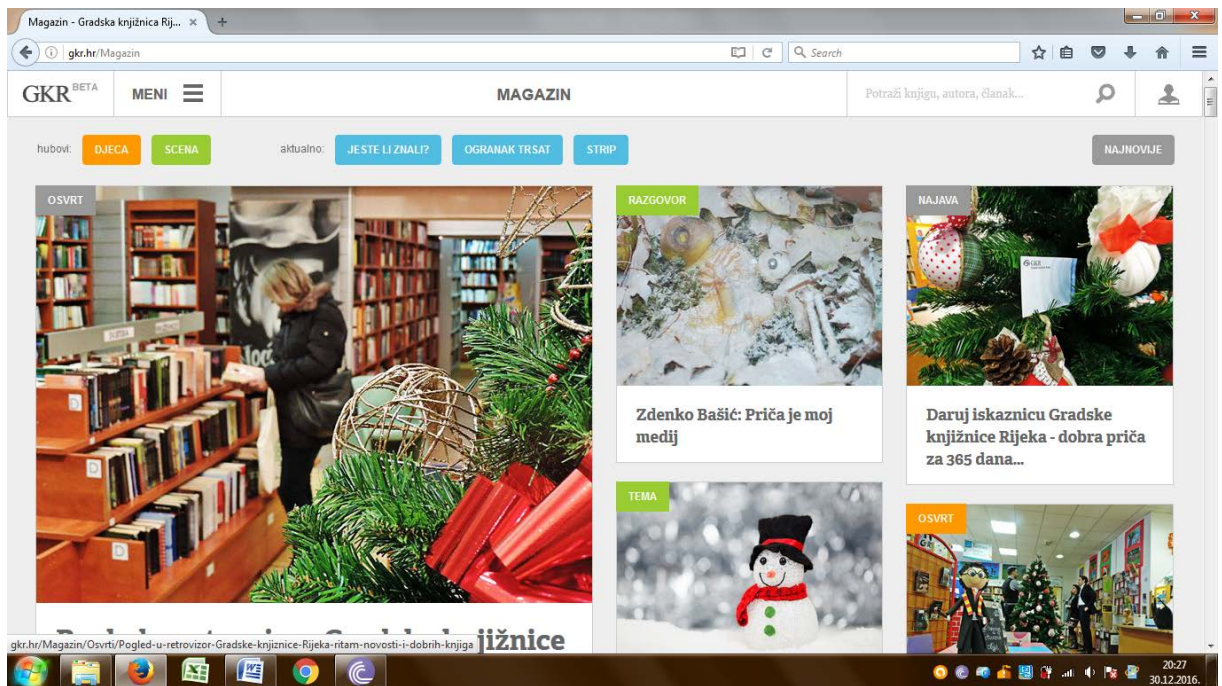 Magazin - Gradska knjižnica Rij...
gkr.hr/Magazin
Search
GKR BETA
MENI
MAGAZIN
Potraži knjigu, autora, članak...
hubovi:
DJECA
SCENA
aktualno:
JESTE LI ZNALI?
OGRANAK TRSAT
STRIP
NAJNOVIJE
OSVRT
RAZGOVOR
NAJAVA
GKR
Zdenko Bašić: Priča je moj
medij
Daruj iskaznicu Gradske
knjižnice Rijeka - dobra priča
za 365 dana...
TEMA
OSVRT
gkr.hr/Magazin/Osvrti/Pogled-u-retrovizor-Gradske-knjiznice-Rijeka-ritam-novosti-i-dobrih-knjiga
20:27
30.12.2016.